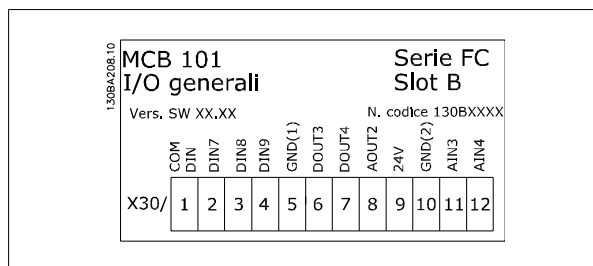 130BA208.10
MCB 101 Serie FC
I/O generali Slot B
Vers. SW XX.XX N. codice 130BXXXX
COM DIN DIN7 DIN8 DIN9 GND(1) DOUT3 DOUT4 AOUT2 24V GND(2) AIN3 AIN4
X30/ 1 2 3 4 5 6 7 8 9 10 11 12